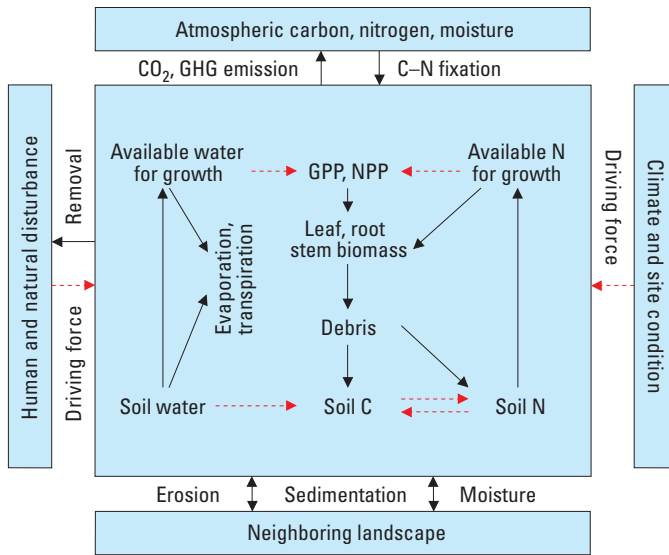 Atmospheric carbon, nitrogen, moisture
CO₂, GHG emission
C–N fixation
Human and natural disturbance
Removal
Driving force
Available water
for growth
GPP, NPP
Available N
for growth
Leaf, root
stem biomass
Evaporation,
transpiration
Debris
Soil water
Soil C
Soil N
Driving force
Climate and site condition
Erosion
Sedimentation
Moisture
Neighboring landscape